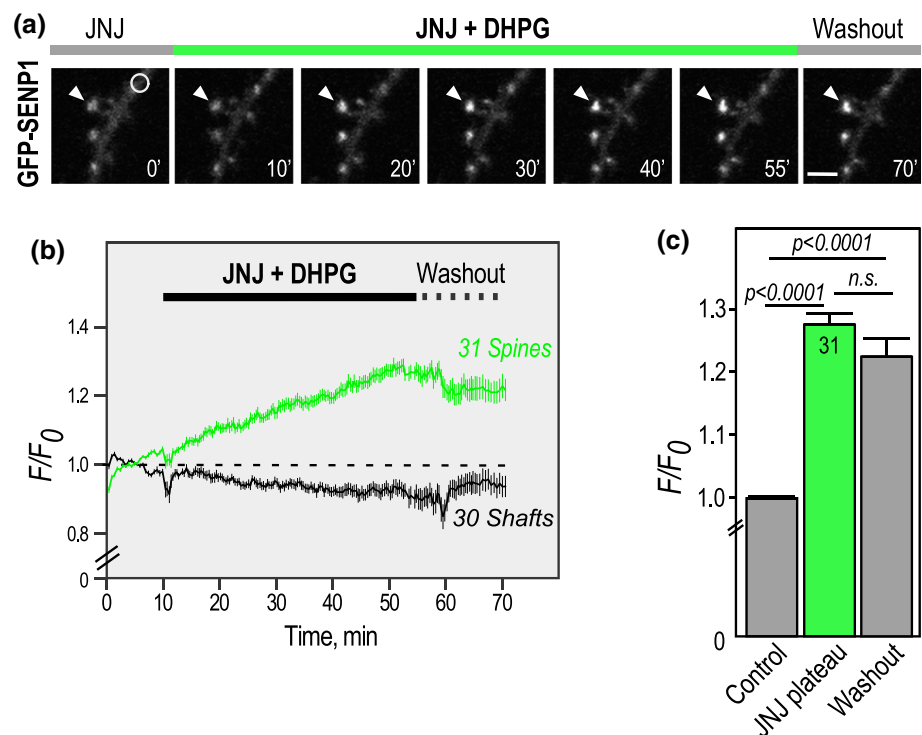 (a)
JNJ
JNJ + DHPG
Washout
GFP-SENP1
0'
10'
20'
30'
40'
55'
70'
(b)
JNJ + DHPG
Washout
31 Spines
30 Shafts
F/F0
1.4
1.2
1.0
0.8
0
0
10
20
30
40
50
60
70
Time, min
(c)
p<0.0001
p<0.0001
n.s.
31
F/F0
1.3
1.2
1.1
1.0
0
Control
JNJ plateau
Washout